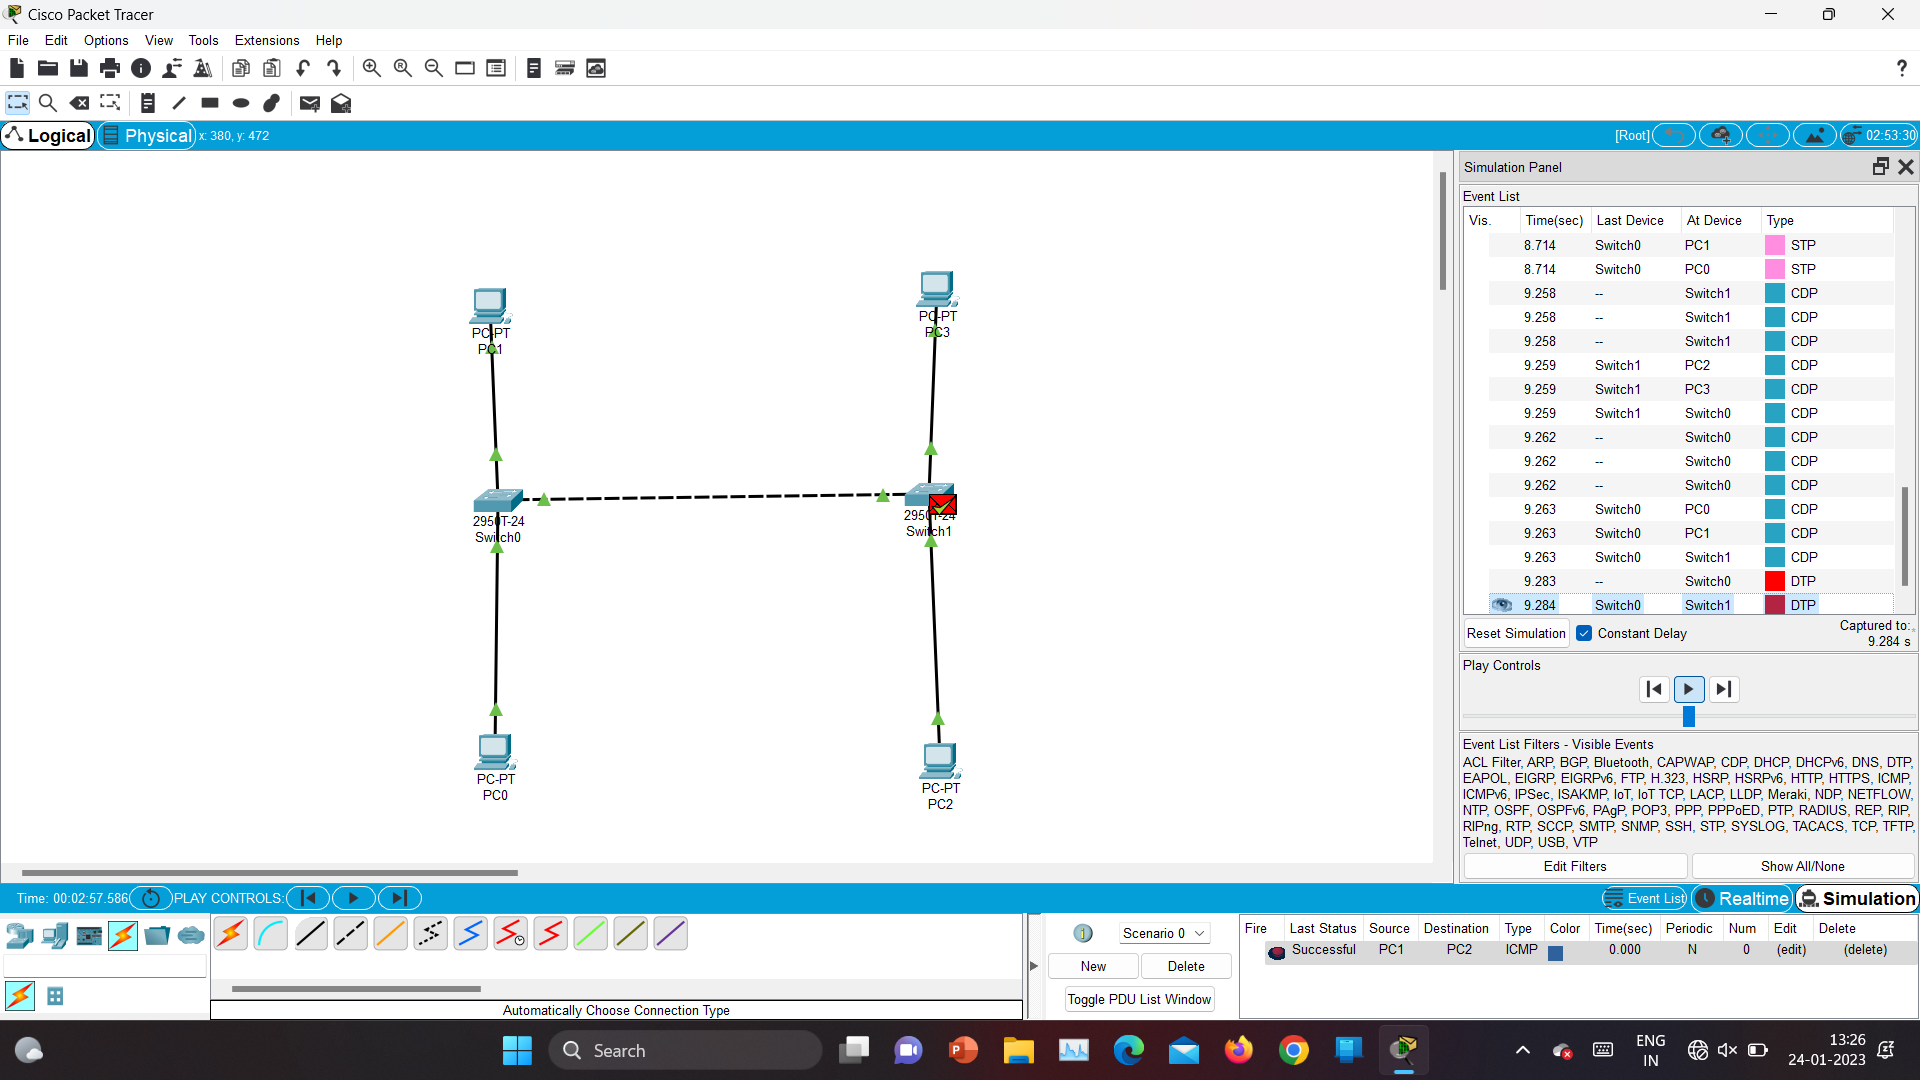 Cisco Packet Tracer
File Edit Options View Tools Extensions Help
Logical Physical x: 380, y: 472 [Root] 02:53:30
Simulation Panel
Event List
Vis. Time(sec) Last Device At Device Type
8.714 Switch0 PC1 STP
8.714 Switch0 PC0 STP
9.258 -- Switch1 CDP
9.258 -- Switch1 CDP
9.258 -- Switch1 CDP
9.259 Switch1 PC2 CDP
9.259 Switch1 PC3 CDP
9.259 Switch1 Switch0 CDP
9.262 -- Switch0 CDP
9.262 -- Switch0 CDP
9.262 -- Switch0 CDP
9.263 Switch0 PC0 CDP
9.263 Switch0 PC1 CDP
9.263 Switch0 Switch1 CDP
9.283 -- Switch0 DTP
9.284 Switch0 Switch1 DTP
Reset Simulation Constant Delay Captured to:
9.284 s
Play Controls
Event List Filters - Visible Events
ACL Filter, ARP, BGP, Bluetooth, CAPWAP, CDP, DHCP, DHCPv6, DNS, DTP,
EAPOL, EIGRP, EIGRPv6, FTP, H.323, HSRP, HSRPv6, HTTP, HTTPS, ICMP,
ICMPv6, IPSec, ISAKMP, IoT, IoT TCP, LACP, LLDP, Meraki, NDP, NETFLOW,
NTP, OSPF, OSPFv6, PAgP, POP3, PPP, PPPoED, PTP, RADIUS, REP, RIP,
RIPng, RTP, SCCP, SMTP, SNMP, SSH, STP, SYSLOG, TACACS, TCP, TFTP,
Telnet, UDP, USB, VTP
Edit Filters Show All/None
PC-PT
PC1
PC-PT
PC3
2950T-24
Switch0
2950T-24
Switch1
PC-PT
PC0
PC-PT
PC2
Time: 00:02:57.586 PLAY CONTROLS: Event List Realtime Simulation
Automatically Choose Connection Type
Scenario 0
New Delete
Toggle PDU List Window
Fire Last Status Source Destination Type Color Time(sec) Periodic Num Edit Delete
Successful PC1 PC2 ICMP 0.000 N 0 (edit) (delete)
Search
ENG
IN
13:26
24-01-2023